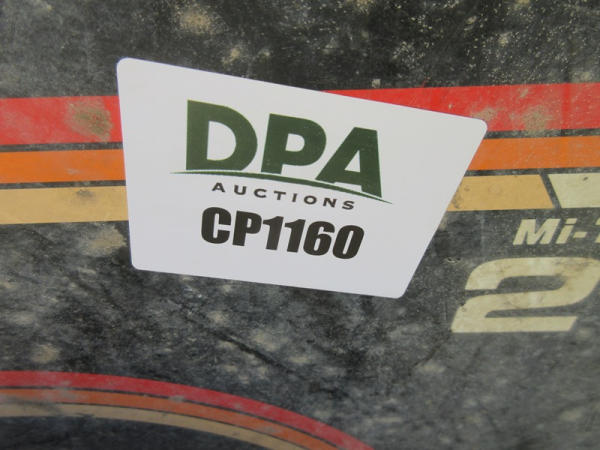 DPA
AUCTIONS
CP1160
Mi-T
2